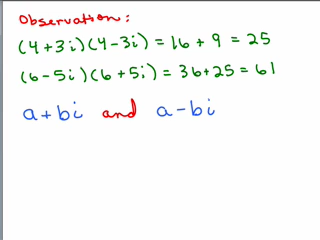 Observation:
(4+3i)(4-3i) = 16 + 9 = 25
(6-5i)(6+5i) = 36+25 = 61
a+bi and a-bi